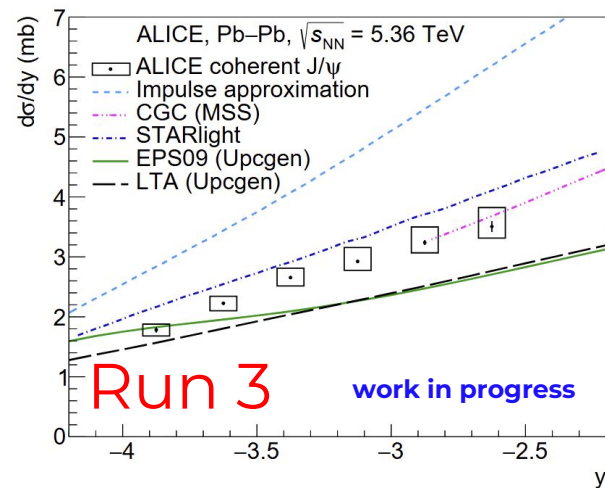 7
6
5
4
3
2
1
0
dσ/dy (mb)
ALICE, Pb–Pb, √sNN = 5.36 TeV
ALICE coherent J/ψ
Impulse approximation
CGC (MSS)
STARlight
EPS09 (Upcgen)
LTA (Upcgen)
Run 3
work in progress
−4 −3.5 −3 −2.5
y